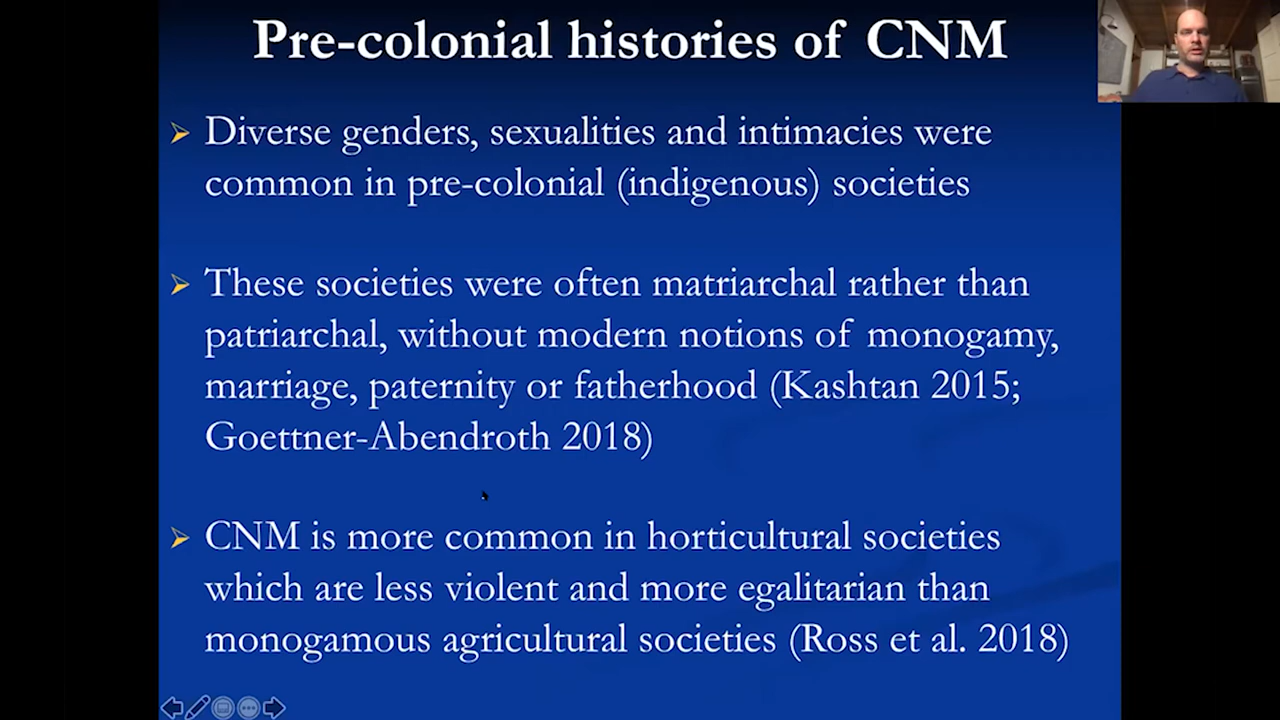 Pre-colonial histories of CNM
Diverse genders, sexualities and intimacies were
common in pre-colonial (indigenous) societies
These societies were often matriarchal rather than
patriarchal, without modern notions of monogamy,
marriage, paternity or fatherhood (Kashtan 2015;
Goettner-Abendroth 2018)
CNM is more common in horticultural societies
which are less violent and more egalitarian than
monogamous agricultural societies (Ross et al. 2018)